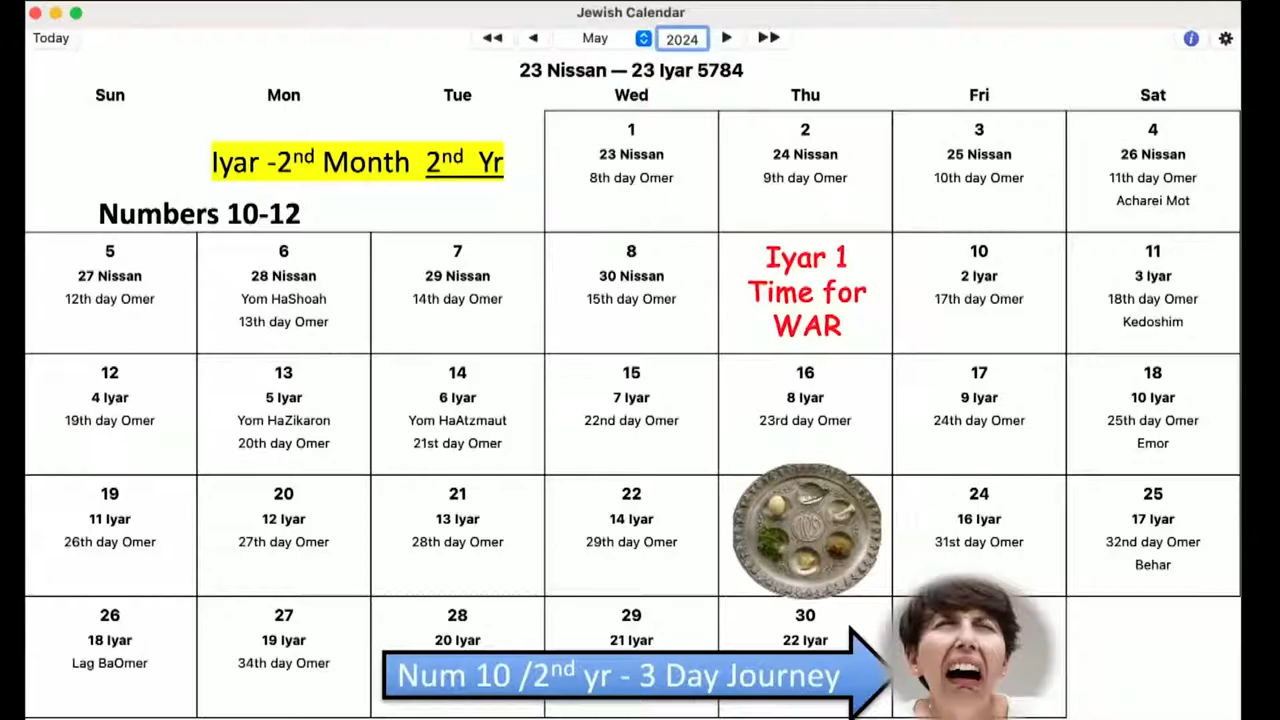 Jewish Calendar
Today
May
2024
23 Nissan — 23 Iyar 5784
Sun Mon Tue Wed Thu Fri Sat
Iyar -2nd Month 2nd Yr
Numbers 10-12
1
23 Nissan
8th day Omer
2
24 Nissan
9th day Omer
3
25 Nissan
10th day Omer
4
26 Nissan
11th day Omer
Acharei Mot
5
27 Nissan
12th day Omer
6
28 Nissan
Yom HaShoah
13th day Omer
7
29 Nissan
14th day Omer
8
30 Nissan
15th day Omer
Iyar 1
Time for
WAR
10
2 Iyar
17th day Omer
11
3 Iyar
18th day Omer
Kedoshim
12
4 Iyar
19th day Omer
13
5 Iyar
Yom HaZikaron
20th day Omer
14
6 Iyar
Yom HaAtzmaut
21st day Omer
15
7 Iyar
22nd day Omer
16
8 Iyar
23rd day Omer
17
9 Iyar
24th day Omer
18
10 Iyar
25th day Omer
Emor
19
11 Iyar
26th day Omer
20
12 Iyar
27th day Omer
21
13 Iyar
28th day Omer
22
14 Iyar
29th day Omer
24
16 Iyar
31st day Omer
25
17 Iyar
32nd day Omer
Behar
26
18 Iyar
Lag BaOmer
27
19 Iyar
34th day Omer
28
20 Iyar
29
21 Iyar
30
22 Iyar
Num 10 /2nd yr - 3 Day Journey